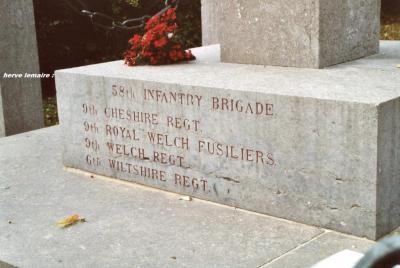 herve lemaire :
58th INFANTRY BRIGADE
9th CHESHIRE REGT.
9th ROYAL WELCH FUSILIERS.
9th WELCH REGT.
6th WILTSHIRE REGT.